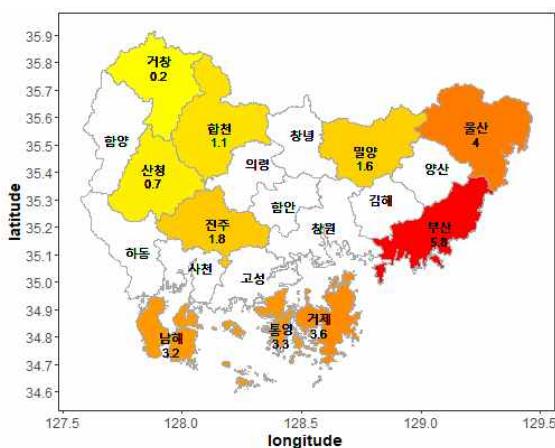 35.9
35.8
35.7
35.6
35.5
35.4
35.3
35.2
35.1
35.0
34.9
34.8
34.7
34.6
latitude
거창
0.2
함양
합천
1.1
창녕
울산
4
밀양
1.6
의령
산청
0.7
양산
김해
함안
부산
5.8
진주
1.8
창원
하동
사천
고성
거제
3.6
통영
3.3
남해
3.2
127.5
128.0
128.5
129.0
129.5
longitude